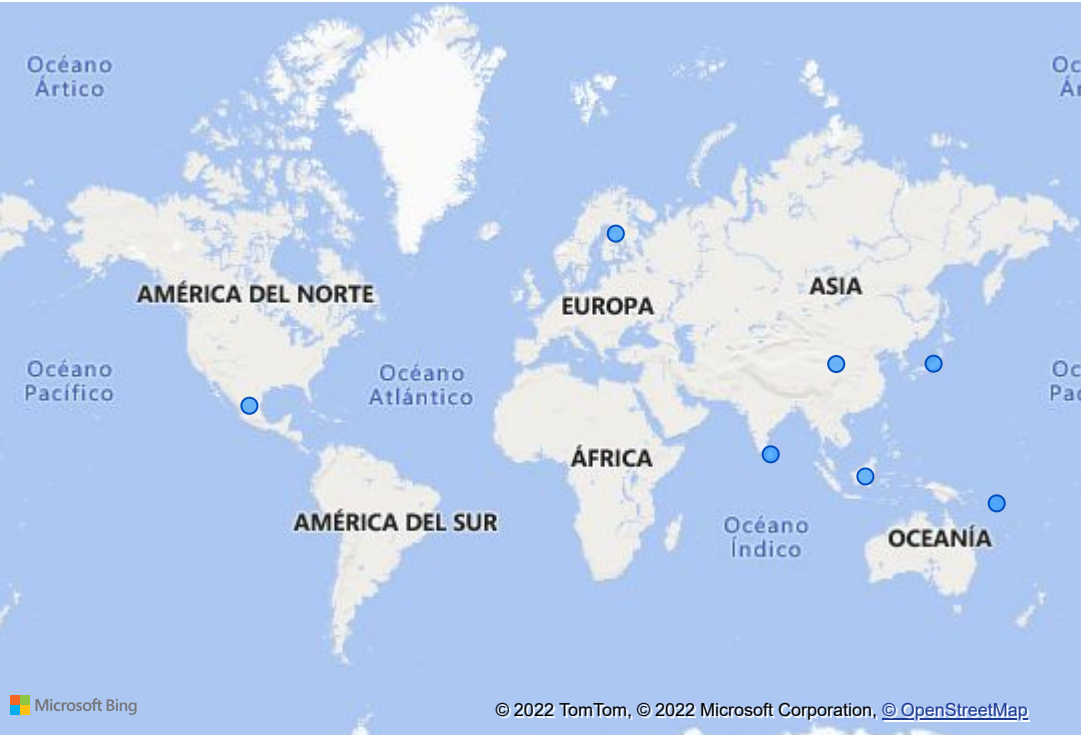 Océano
Ártico
Oc
Ár
AMÉRICA DEL NORTE
EUROPA
ASIA
Océano
Pacífico
Océano
Atlántico
Oc
Pac
ÁFRICA
AMÉRICA DEL SUR
Océano
Índico
OCEANÍA
Microsoft Bing
© 2022 TomTom, © 2022 Microsoft Corporation, © OpenStreetMap